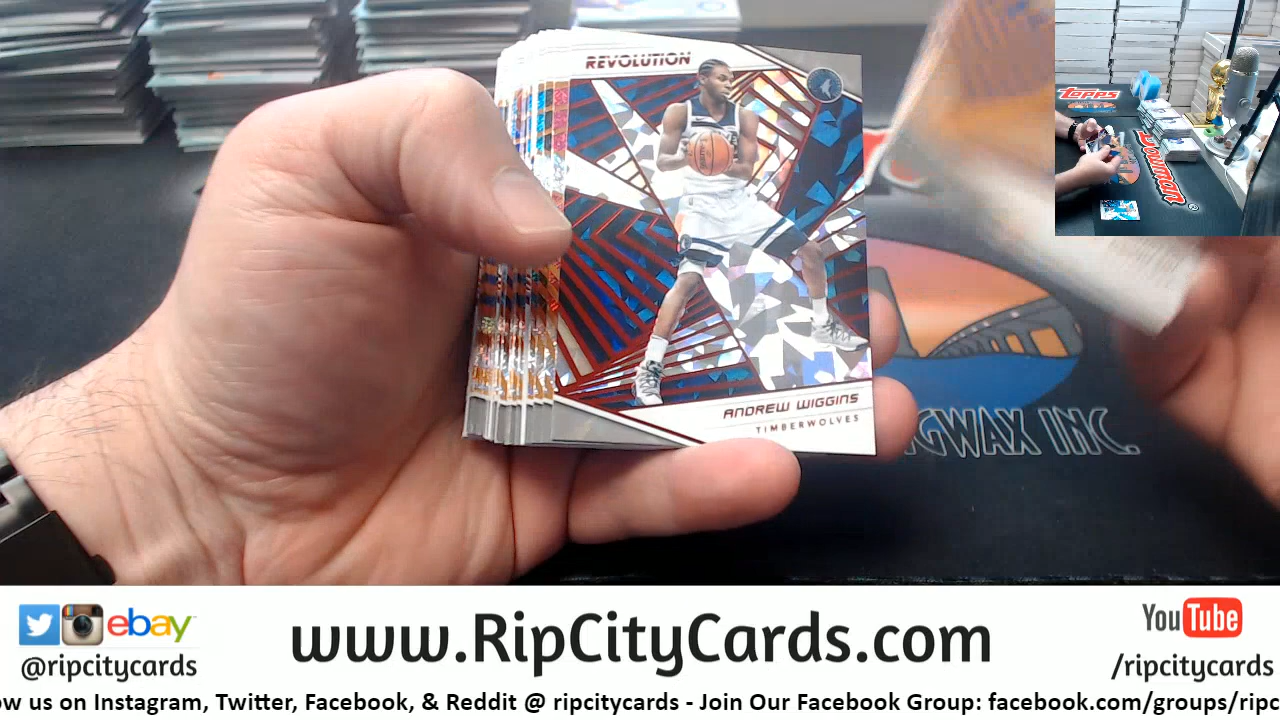 REVOLUTION
ANDREW WIGGINS
TIMBERWOLVES
topps
Bowman
GWAX INC.
ebay
@ripcitycards
www.RipCityCards.com
YouTube
/ripcitycards
ow us on Instagram, Twitter, Facebook, & Reddit @ ripcitycards - Join Our Facebook Group: facebook.com/groups/ripc